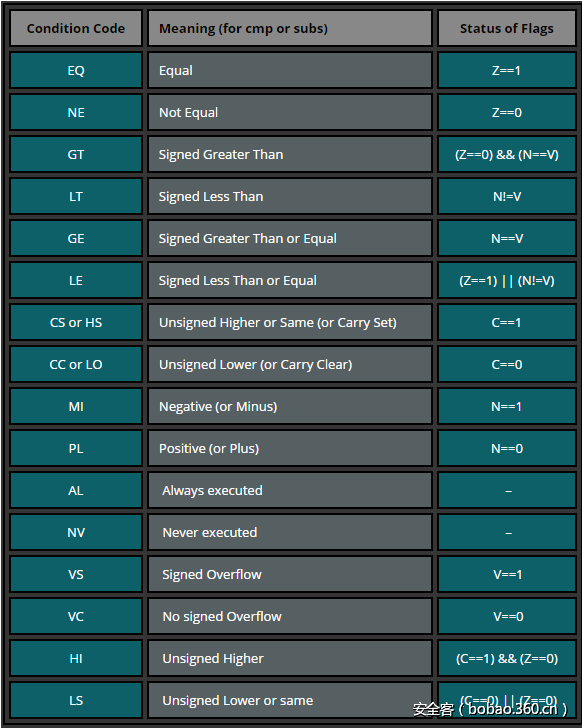 Condition Code Meaning (for cmp or subs) Status of Flags
EQ Equal Z==1
NE Not Equal Z==0
GT Signed Greater Than (Z==0) && (N==V)
LT Signed Less Than N!=V
GE Signed Greater Than or Equal N==V
LE Signed Less Than or Equal (Z==1) || (N!=V)
CS or HS Unsigned Higher or Same (or Carry Set) C==1
CC or LO Unsigned Lower (or Carry Clear) C==0
MI Negative (or Minus) N==1
PL Positive (or Plus) N==0
AL Always executed –
NV Never executed –
VS Signed Overflow V==1
VC No signed Overflow V==0
HI Unsigned Higher (C==1) && (Z==0)
LS Unsigned Lower or same (C==0) || (Z==0)
安全客（bobao.360.cn）